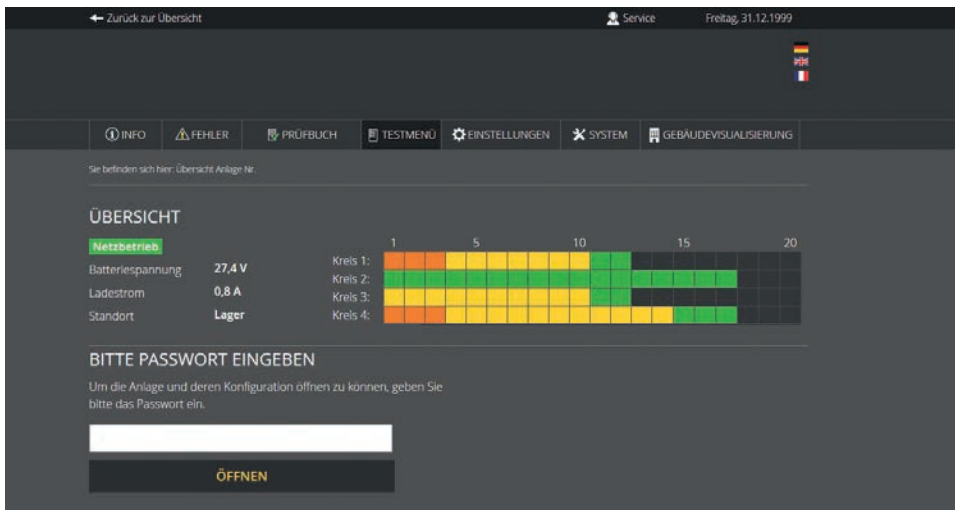 Zurück zur Übersicht Service Freitag, 31.12.1999
INFO FEHLER PRÜFBUCH TESTMENÜ EINSTELLUNGEN SYSTEM GEBÄUDEVISUALISIERUNG
Sie befinden sich hier: Übersicht Anlage Nr.
ÜBERSICHT
Netzbetrieb
Batteriespannung 27,4 V
Ladestrom 0,8 A
Standort Lager
1 5 10 15 20
Kreis 1:
Kreis 2:
Kreis 3:
Kreis 4:
BITTE PASSWORT EINGEBEN
Um die Anlage und deren Konfiguration öffnen zu können, geben Sie
bitte das Passwort ein.
ÖFFNEN